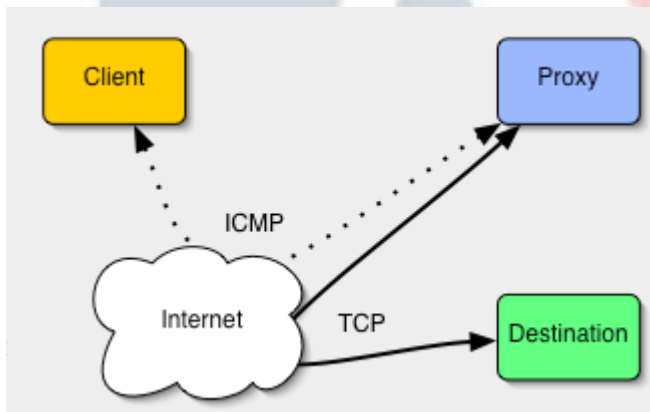 Client
Proxy
ICMP
Internet
TCP
Destination